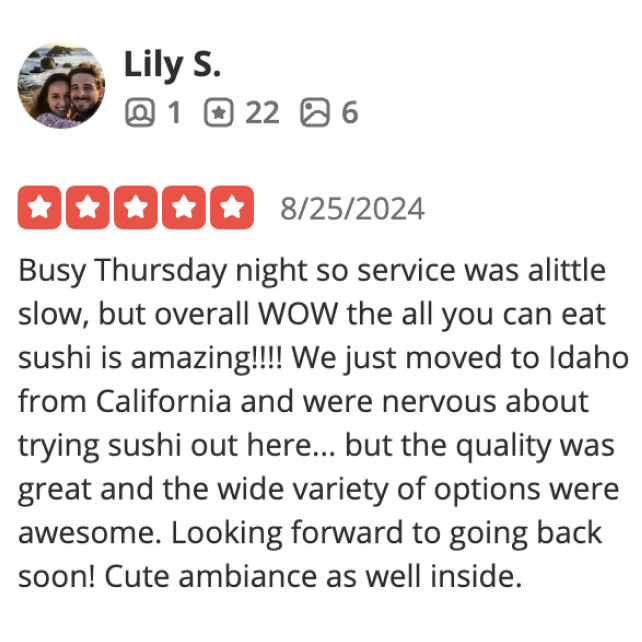 Lily S.
1 22 6
8/25/2024
Busy Thursday night so service was alittle
slow, but overall WOW the all you can eat
sushi is amazing!!!! We just moved to Idaho
from California and were nervous about
trying sushi out here... but the quality was
great and the wide variety of options were
awesome. Looking forward to going back
soon! Cute ambiance as well inside.